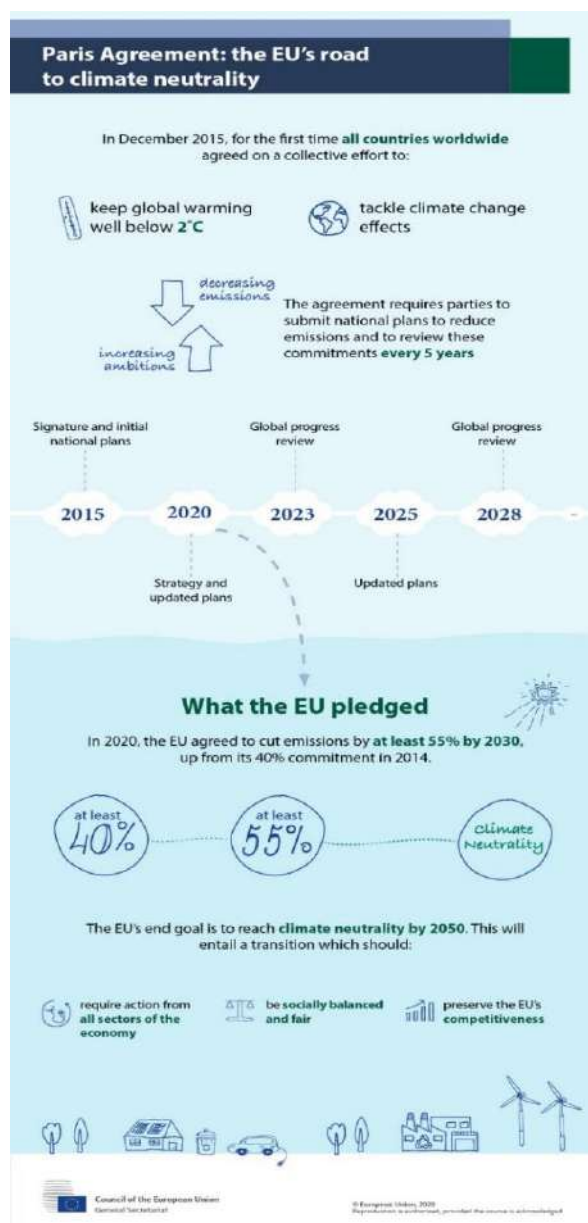 Paris Agreement: the EU's road
to climate neutrality
In December 2015, for the first time all countries worldwide
agreed on a collective effort to:
keep global warming
well below 2°C
tackle climate change
effects
decreasing
emissions
increasing
ambitions
The agreement requires parties to
submit national plans to reduce
emissions and to review these
commitments every 5 years
Signature and initial
national plans
Global progress
review
Global progress
review
2015
2020
2023
2025
2028
Strategy and
updated plans
Updated plans
What the EU pledged
In 2020, the EU agreed to cut emissions by at least 55% by 2030,
up from its 40% commitment in 2014.
at least
40%
at least
55%
Climate
Neutrality
The EU's end goal is to reach climate neutrality by 2050. This will
entail a transition which should:
require action from
all sectors of the
economy
be socially balanced
and fair
preserve the EU's
competitiveness
Council of the European Union
General Secretariat
© European Union, 2020
Reproduction is authorised, provided the source is acknowledged